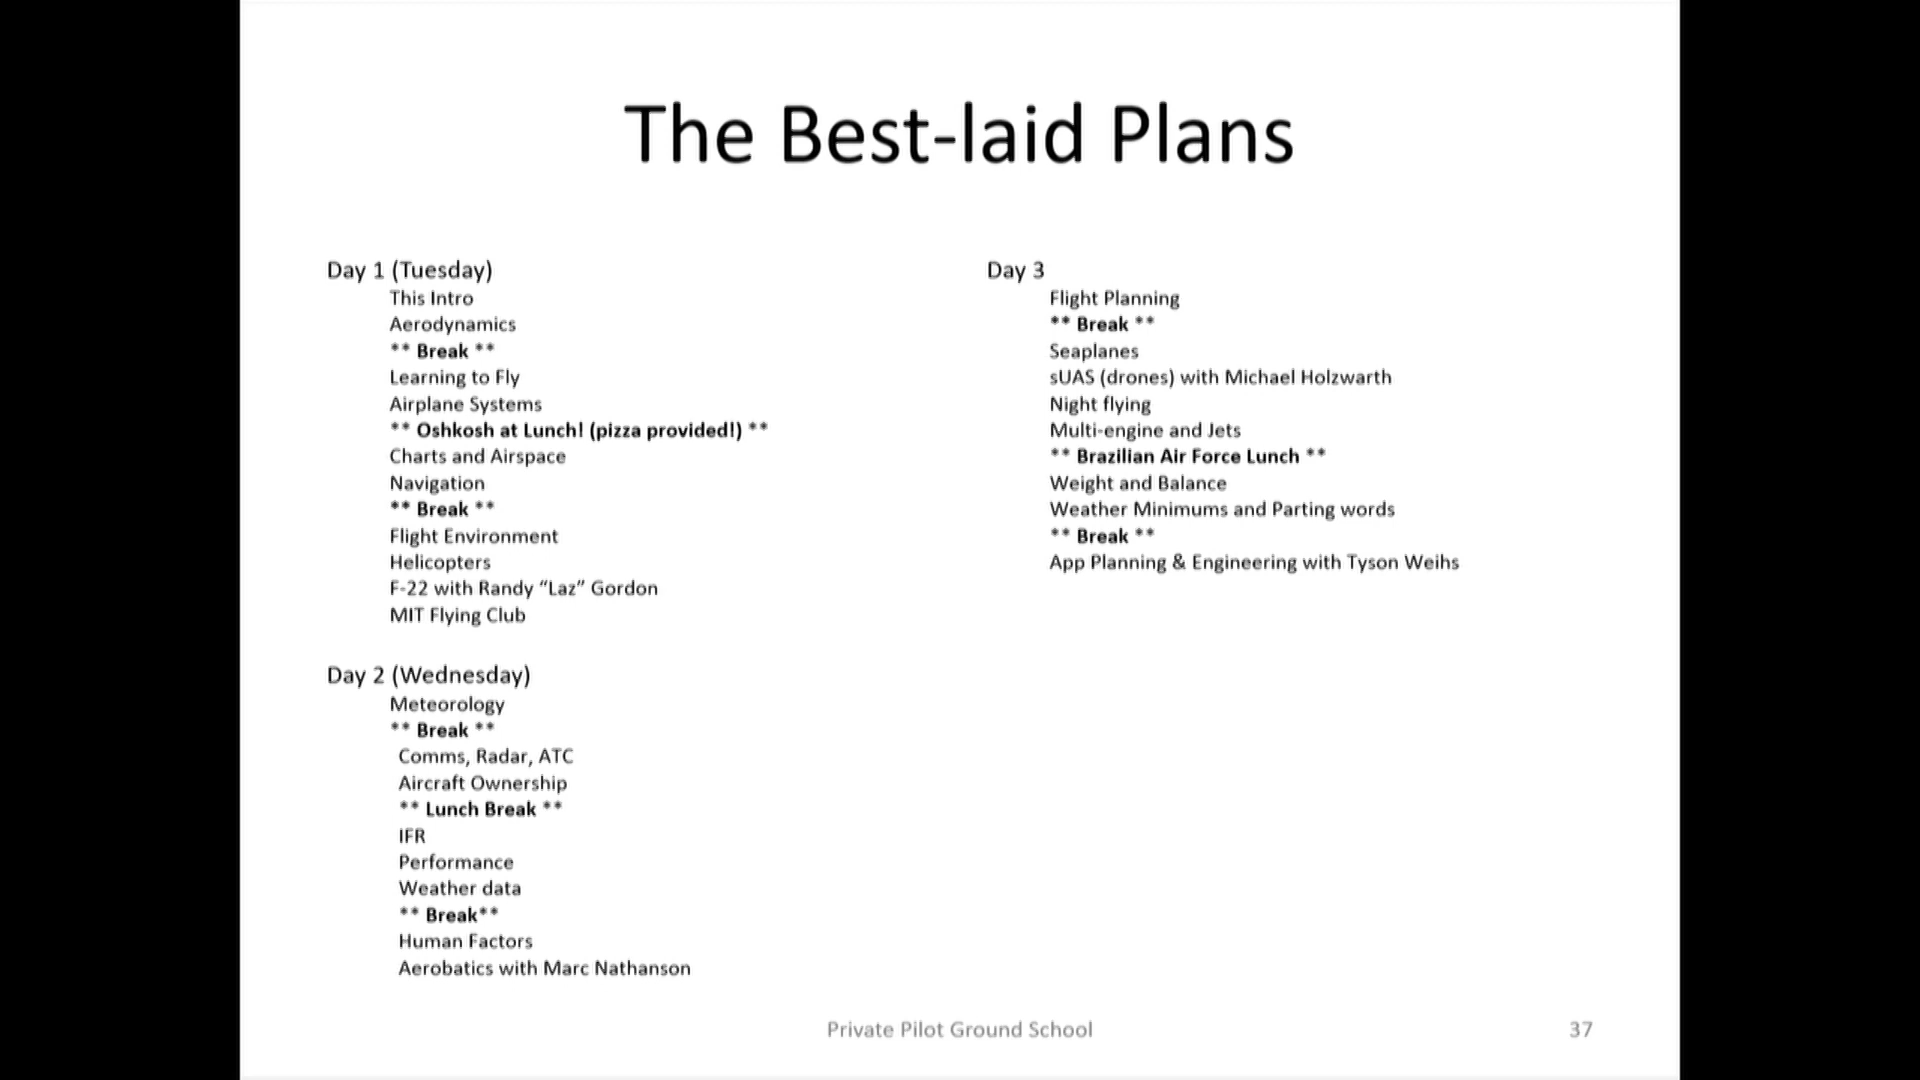 The Best-laid Plans
Day 1 (Tuesday)
This Intro
Aerodynamics
** Break **
Learning to Fly
Airplane Systems
** Oshkosh at Lunch! (pizza provided!) **
Charts and Airspace
Navigation
** Break **
Flight Environment
Helicopters
F-22 with Randy “Laz” Gordon
MIT Flying Club
Day 2 (Wednesday)
Meteorology
** Break **
Comms, Radar, ATC
Aircraft Ownership
** Lunch Break **
IFR
Performance
Weather data
** Break**
Human Factors
Aerobatics with Marc Nathanson
Day 3
Flight Planning
** Break **
Seaplanes
sUAS (drones) with Michael Holzwarth
Night flying
Multi-engine and Jets
** Brazilian Air Force Lunch **
Weight and Balance
Weather Minimums and Parting words
** Break **
App Planning & Engineering with Tyson Weihs
Private Pilot Ground School
37